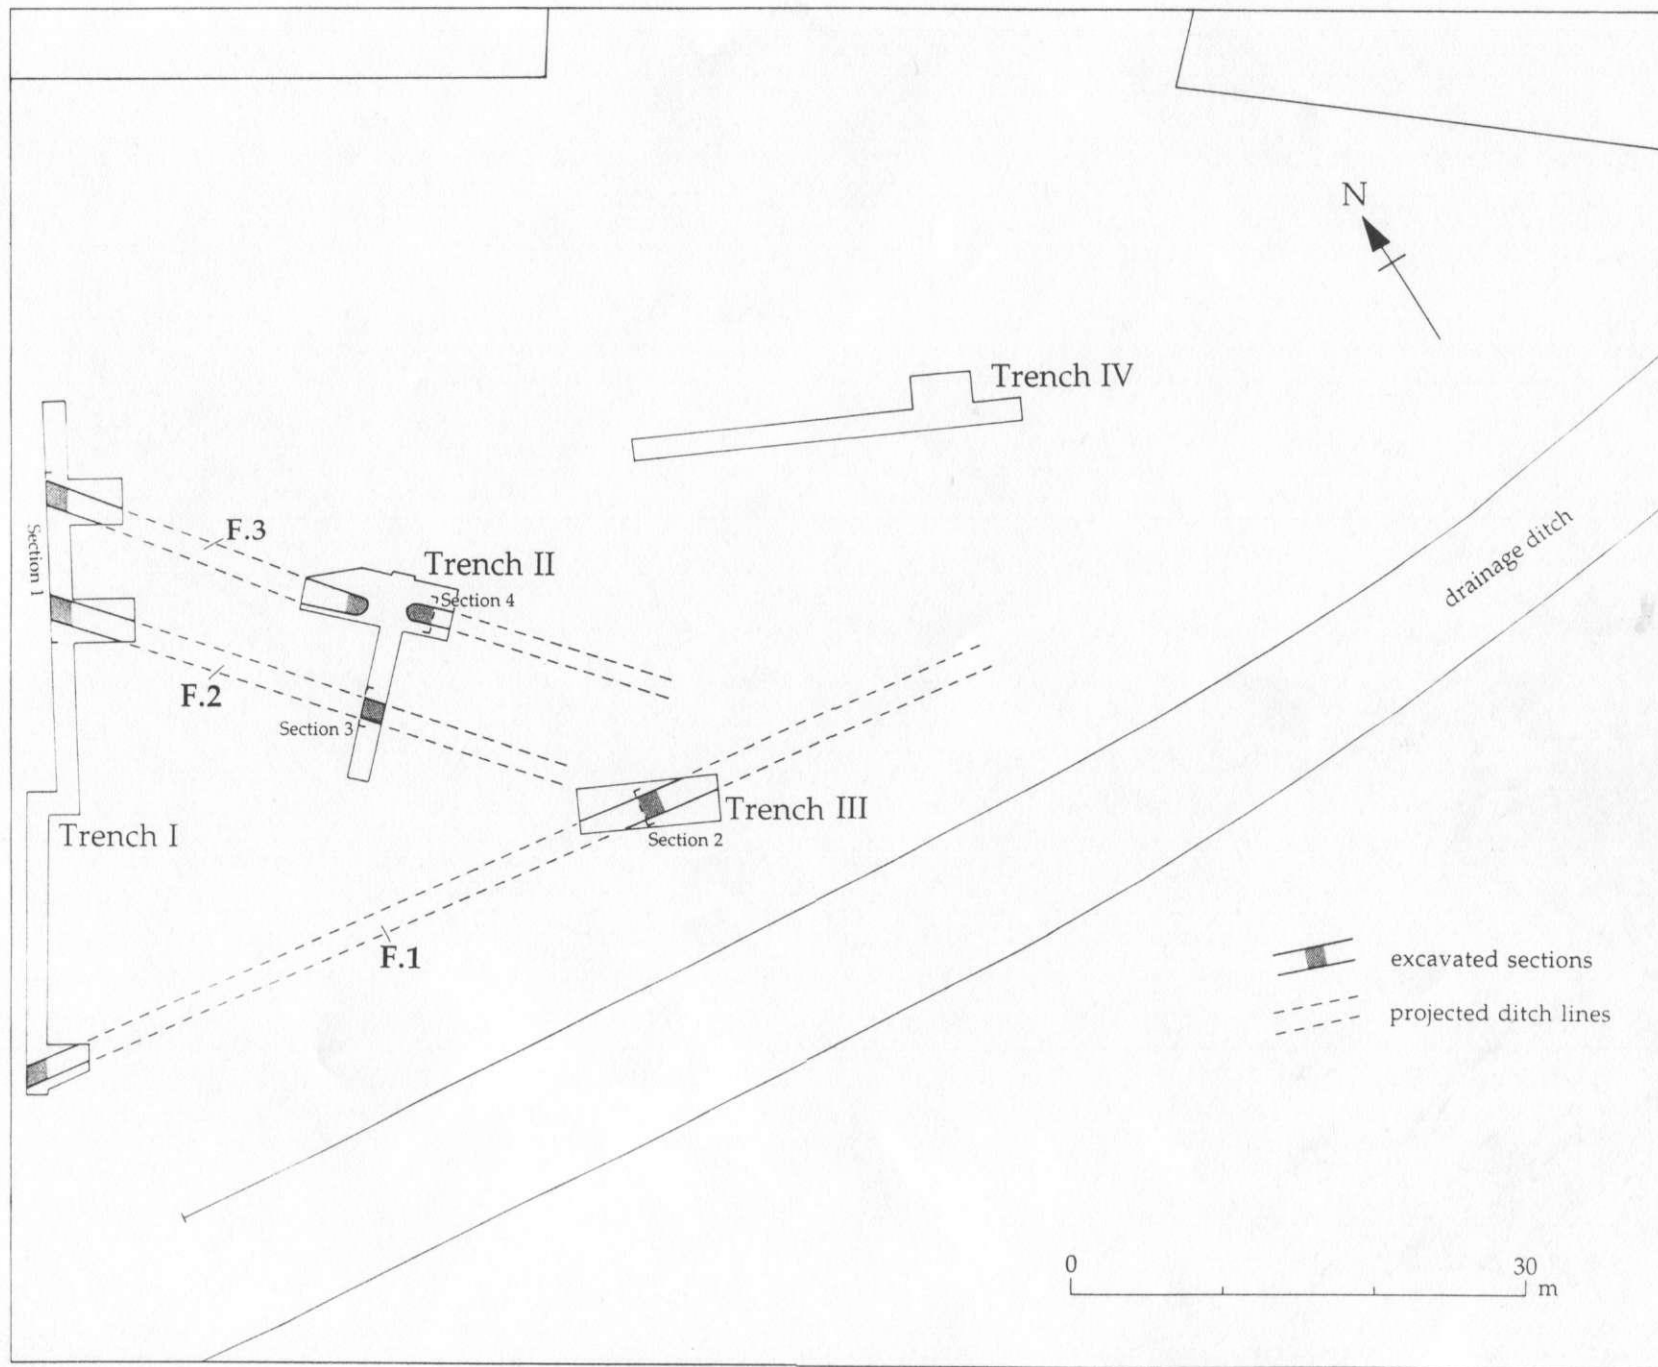 N
Trench IV
Section 1
F.3
Trench II
Section 4
drainage ditch
F.2
Section 3
Trench III
Section 2
Trench I
F.1
excavated sections
projected ditch lines
0 30
m